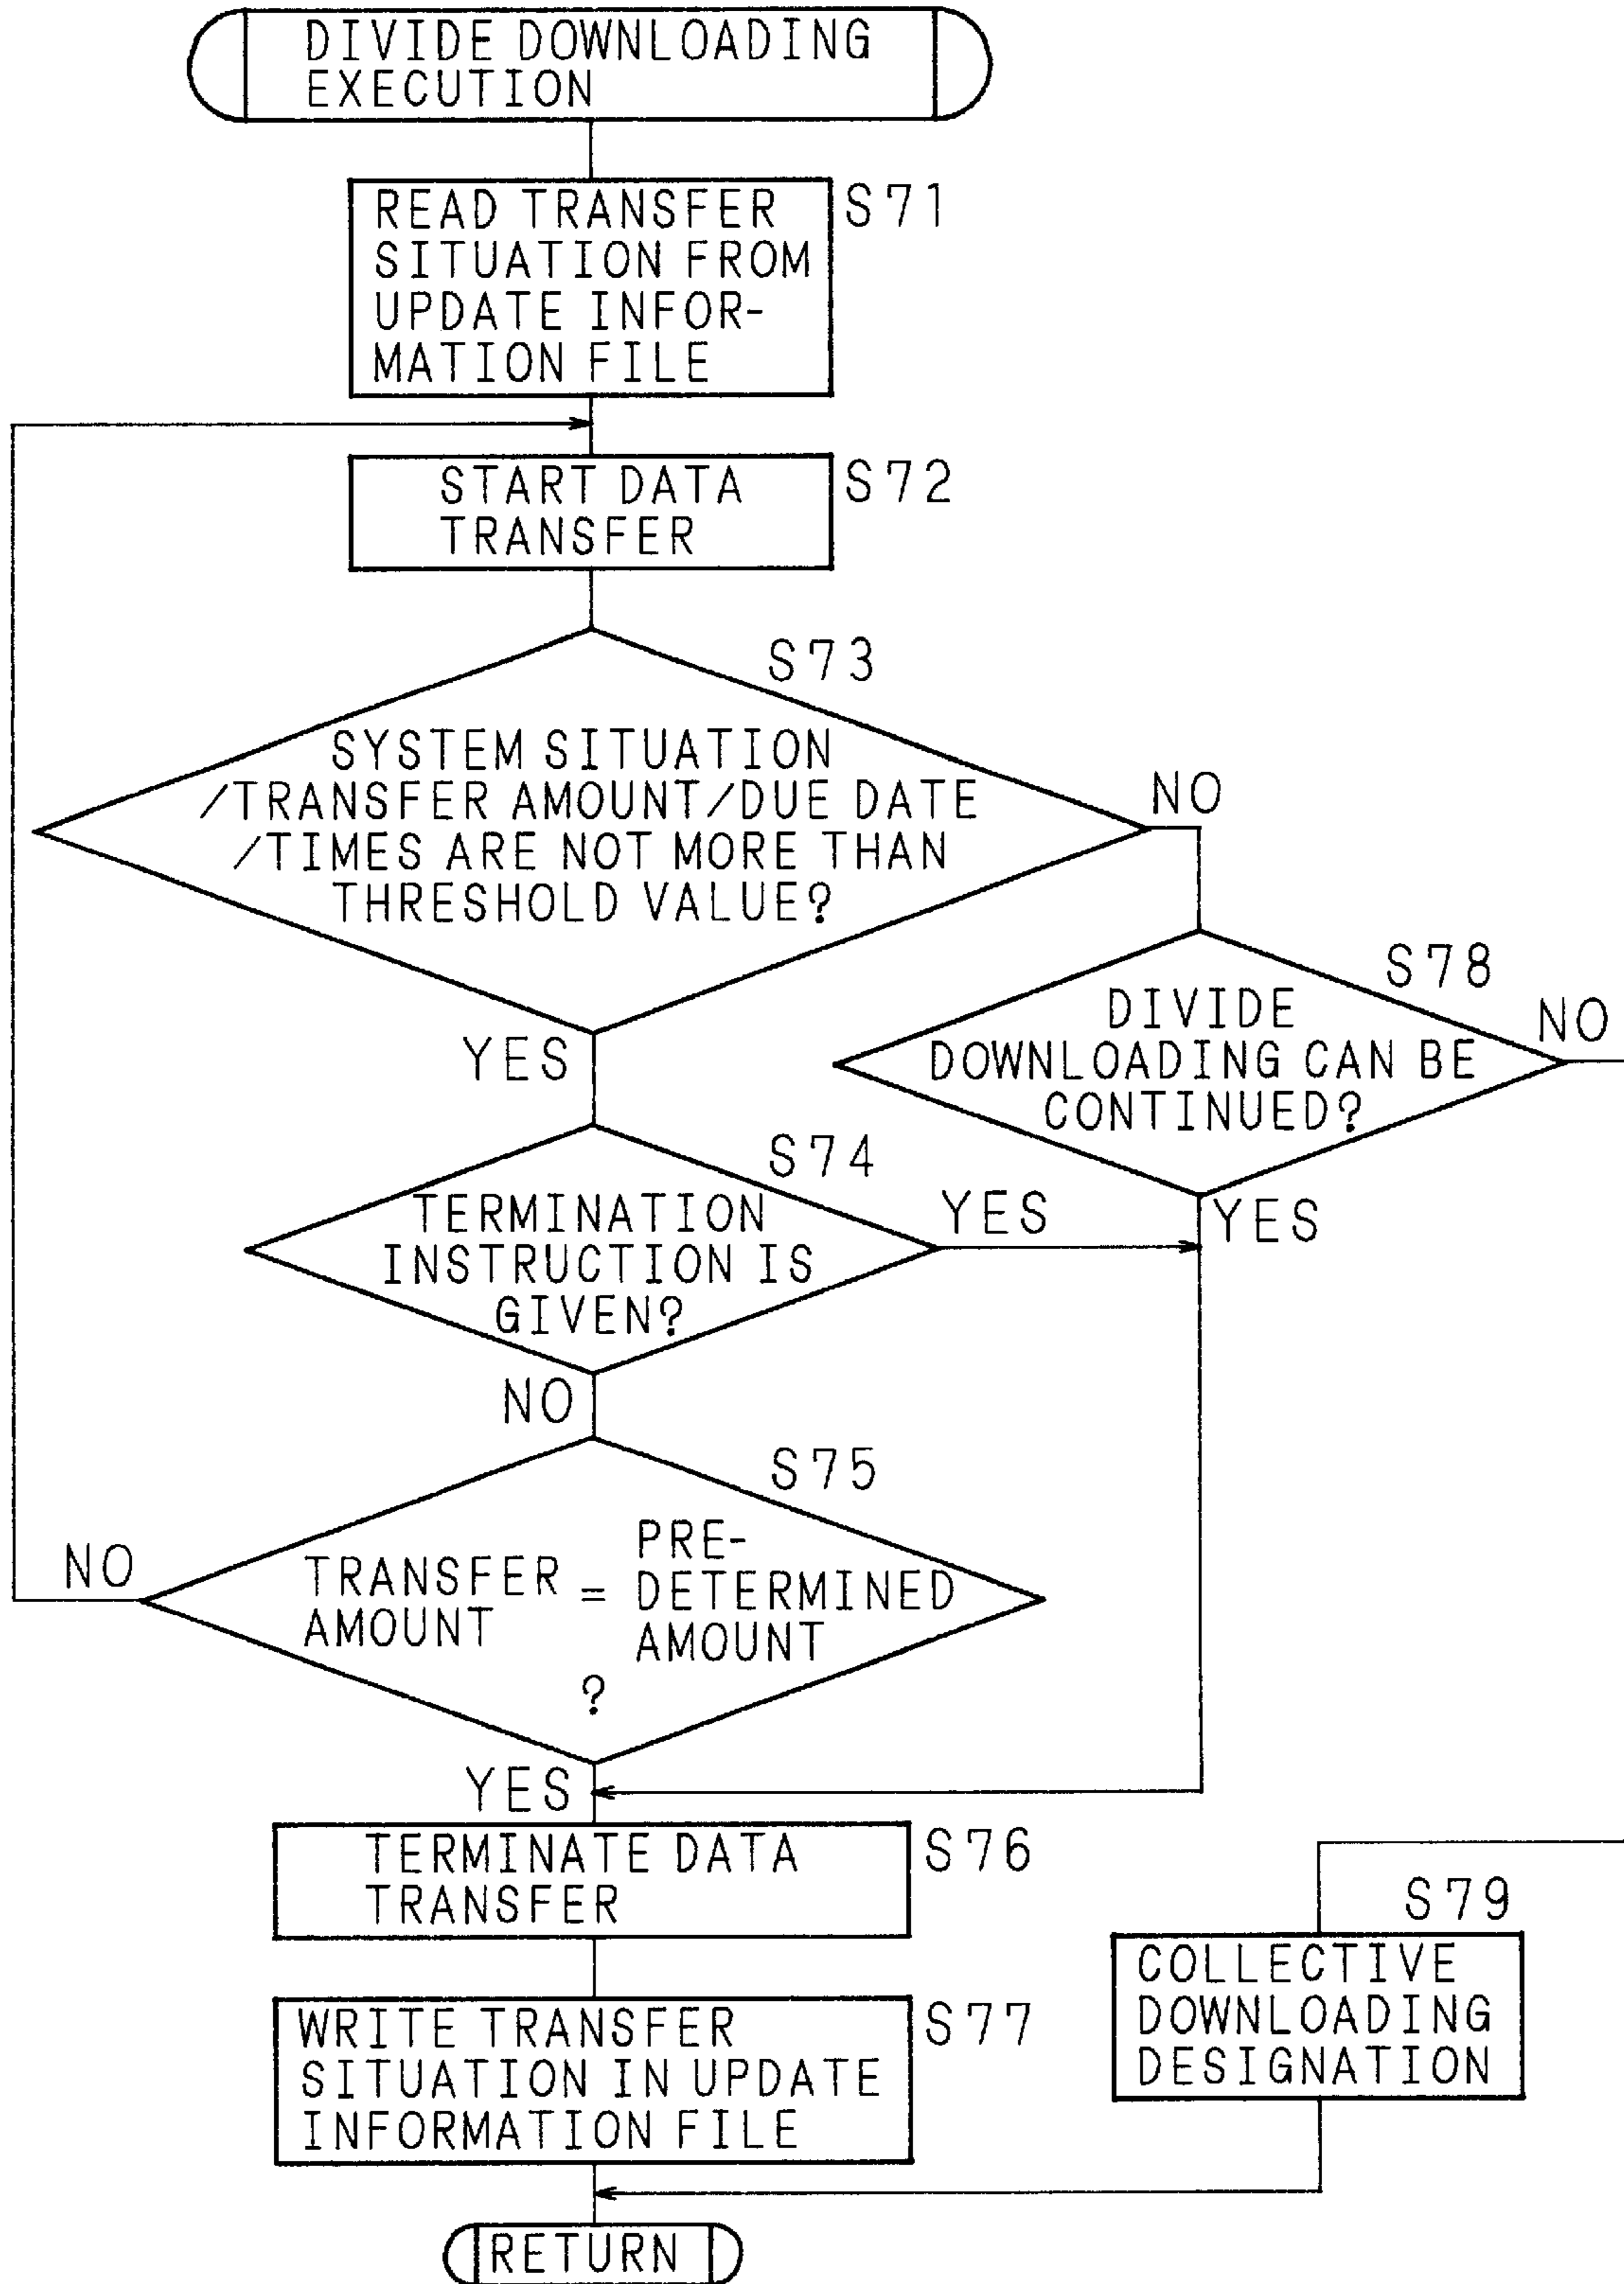 DIVIDE DOWNLOADING
EXECUTION
READ TRANSFER
SITUATION FROM
UPDATE INFOR-
MATION FILE
S71
START DATA
TRANSFER
S72
S73
SYSTEM SITUATION
/TRANSFER AMOUNT/DUE DATE
/TIMES ARE NOT MORE THAN
THRESHOLD VALUE?
NO
YES
S78
DIVIDE
DOWNLOADING CAN BE
CONTINUED?
NO
YES
S74
TERMINATION
INSTRUCTION IS
GIVEN?
YES
NO
S75
TRANSFER
AMOUNT
=
PRE-
DETERMINED
AMOUNT
?
NO
YES
TERMINATE DATA
TRANSFER
S76
WRITE TRANSFER
SITUATION IN UPDATE
INFORMATION FILE
S77
S79
COLLECTIVE
DOWNLOADING
DESIGNATION
RETURN